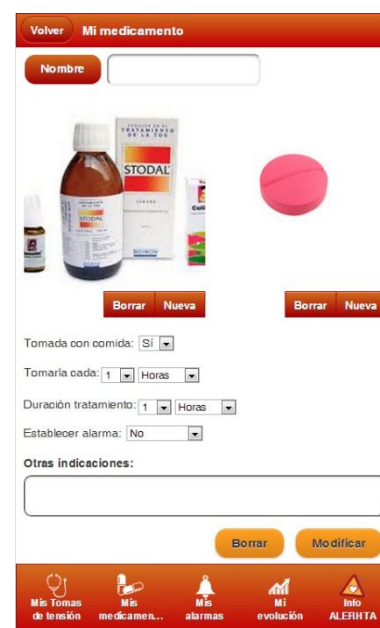 Volver Mi medicamento
Nombre
TRATAMIENTO
DE LA TOS
STODAL
STODAL
BOIRON
Borrar Nueva Borrar Nueva
Tomada con comida: Sí
Tomarla cada: 1 Horas
Duración tratamiento: 1 Horas
Establecer alarma: No
Otras indicaciones:
Borrar Modificar
Mis Tomas de tensión
Mis medicamen...
Mis alarmas
Mi evolución
Info ALERHTA